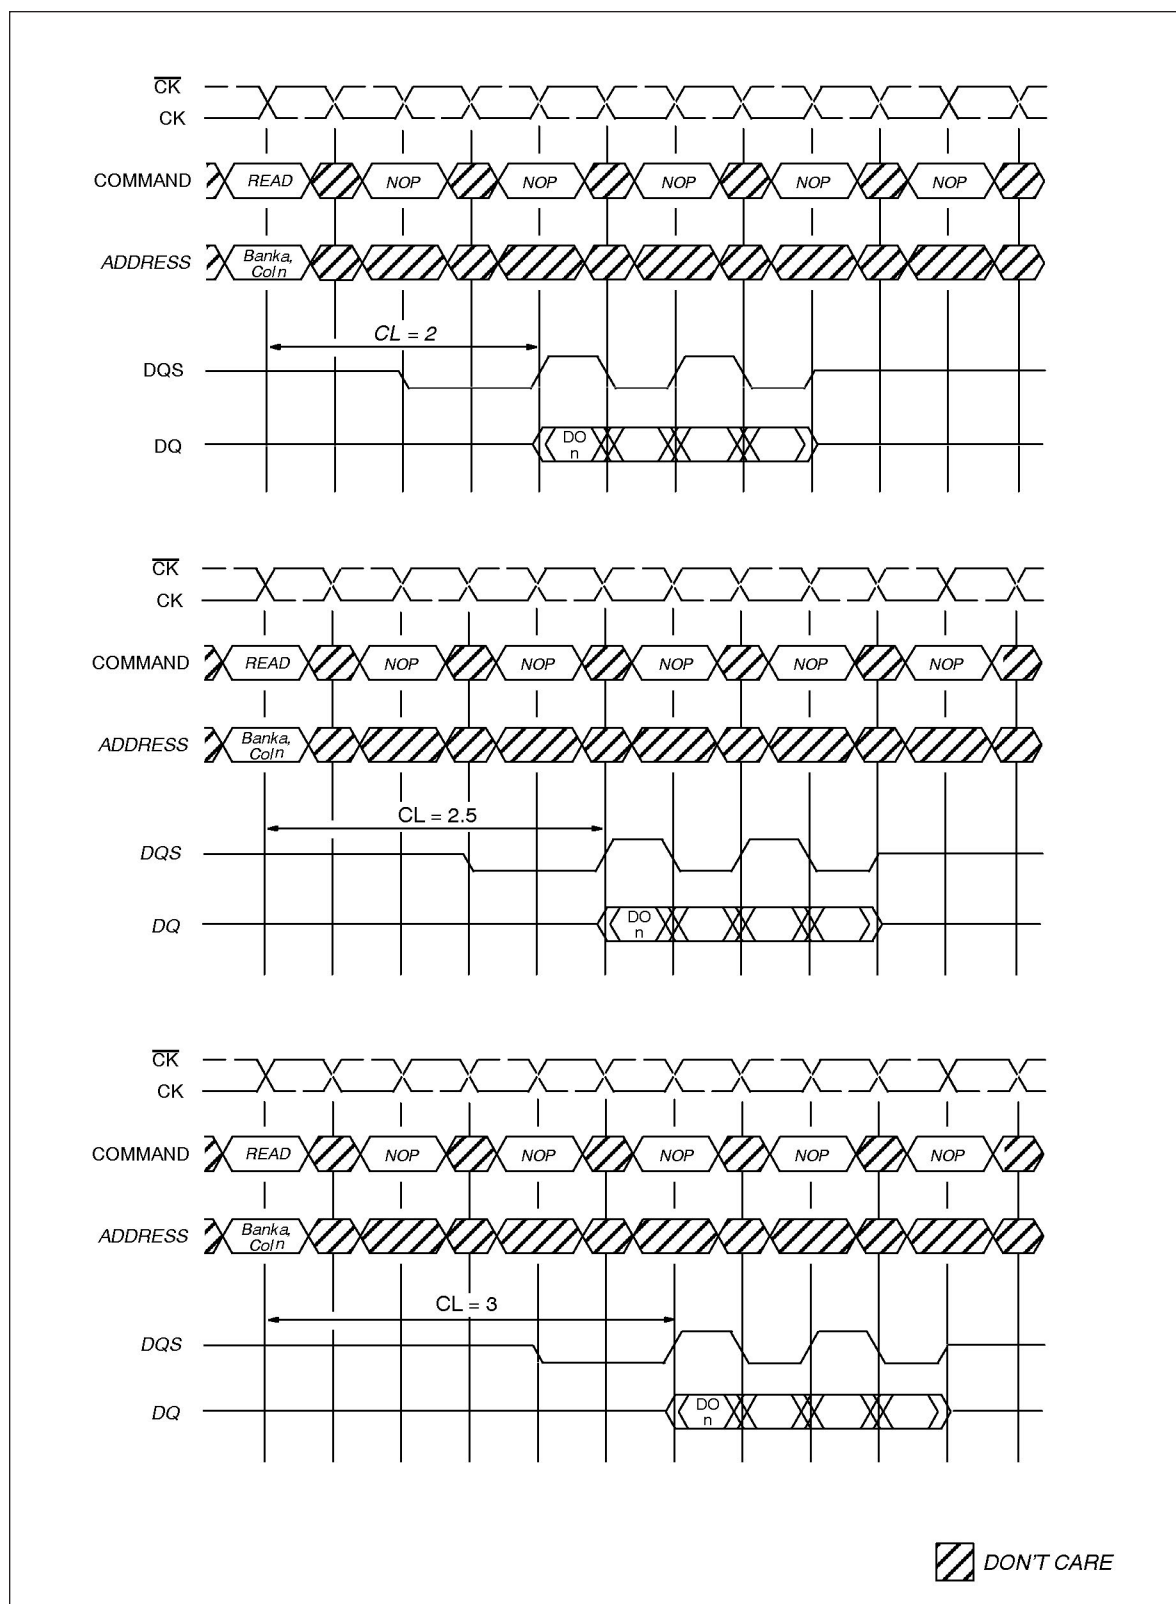 CK
CK
COMMAND READ NOP NOP NOP NOP NOP
ADDRESS Banka,
Col n
CL = 2
DQS
DQ DO
n
CK
CK
COMMAND READ NOP NOP NOP NOP NOP
ADDRESS Banka,
Col n
CL = 2.5
DQS
DQ DO
n
CK
CK
COMMAND READ NOP NOP NOP NOP NOP
ADDRESS Banka,
Col n
CL = 3
DQS
DQ DO
n
DON'T CARE